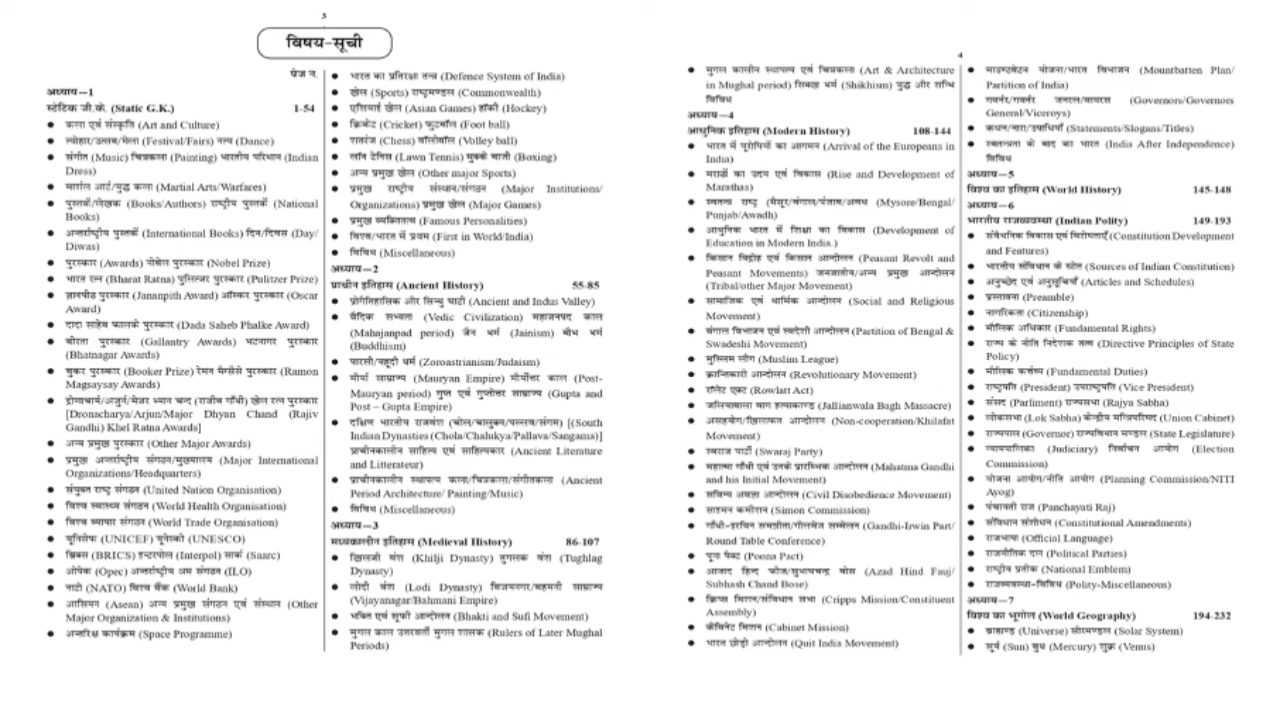 3
विषय-सूची
पेज न.
अध्याय—1
स्टेटिक जी.के. (Static G.K.) 1-54
● कला एवं संस्कृति (Art and Culture)
● त्योहार/उत्सव/मेला (Festival/Fairs) नृत्य (Dance)
● संगीत (Music) चित्रकला (Painting) भारतीय परिधान (Indian
Dress)
● मार्शल आर्ट/युद्ध कला (Martial Arts/Warfares)
● पुस्तकें/लेखक (Books/Authors) राष्ट्रीय पुस्तकें (National
Books)
● अन्तर्राष्ट्रीय पुस्तकें (International Books) दिन/दिवस (Day/
Diwas)
● पुरस्कार (Awards) नोबेल पुरस्कार (Nobel Prize)
● भारत रत्न (Bharat Ratna) पुलित्जर पुरस्कार (Pulitzer Prize)
● ज्ञानपीठ पुरस्कार (Jananpith Award) ऑस्कर पुरस्कार (Oscar
Award)
● दादा साहेब फालके पुरस्कार (Dada Saheb Phalke Award)
● वीरता पुरस्कार (Gallantry Awards) भटनागर पुरस्कार
(Bhatnagar Awards)
● बुकर पुरस्कार (Booker Prize) रेमन मैग्सेसे पुरस्कार (Ramon
Magsaysay Awards)
● द्रोणाचार्य/अर्जुन/मेजर ध्यान चन्द (राजीव गाँधी) खेल रत्न पुरस्कार
[Dronacharya/Arjun/Major Dhyan Chand (Rajiv
Gandhi) Khel Ratna Awards]
● अन्य प्रमुख पुरस्कार (Other Major Awards)
● प्रमुख अन्तर्राष्ट्रीय संगठन/मुख्यालय (Major International
Organizations/Headquarters)
● संयुक्त राष्ट्र संगठन (United Nation Organisation)
● विश्व स्वास्थ्य संगठन (World Health Organisation)
● विश्व व्यापार संगठन (World Trade Organisation)
● यूनिसेफ (UNICEF) यूनेस्को (UNESCO)
● ब्रिक्स (BRICS) इन्टरपोल (Interpol) सार्क (Saarc)
● ओपेक (Opec) अन्तर्राष्ट्रीय श्रम संगठन (ILO)
● नाटो (NATO) विश्व बैंक (World Bank)
● आसियन (Asean) अन्य प्रमुख संगठन एवं संस्थान (Other
Major Organization & Institutions)
● अन्तरिक्ष कार्यक्रम (Space Programme)
● भारत का प्रतिरक्षा तन्त्र (Defence System of India)
● खेल (Sports) राष्ट्रमण्डल (Commonwealth)
● एशियाई खेल (Asian Games) हॉकी (Hockey)
● क्रिकेट (Cricket) फुटबॉल (Foot ball)
● शतरंज (Chess) वॉलीबॉल (Volley ball)
● लॉन टेनिस (Lawn Tennis) मुक्के बाजी (Boxing)
● अन्य प्रमुख खेल (Other major Sports)
● प्रमुख राष्ट्रीय संस्थान/संगठन (Major Institutions/
Organizations) प्रमुख खेल (Major Games)
● प्रमुख व्यक्तित्व (Famous Personalities)
● विश्व/भारत में प्रथम (First in World/India)
● विविध (Miscellaneous)
अध्याय—2
प्राचीन इतिहास (Ancient History) 55-85
● प्रोगैतिहासिक और सिन्धु घाटी (Ancient and Indus Valley)
● वैदिक सभ्यता (Vedic Civilization) महाजनपद काल
(Mahajanpad period) जैन धर्म (Jainism) बौध धर्म
(Buddhism)
● पारसी/यहूदी धर्म (Zoroastrianism/Judaism)
● मौर्या साम्राज्य (Mauryan Empire) मौर्योत्तर काल (Post-
Mauryan period) गुप्त एवं गुप्तोत्तर साम्राज्य (Gupta and
Post – Gupta Empire)
● दक्षिण भारतीय राजवंश (चोल/चालुक्य/पल्लव/संगम) [(South
Indian Dynasties (Chola/Chalukya/Pallava/Sangama)]
प्राचीनकालीन साहित्य एवं साहित्यकार (Ancient Literature
and Litterateur)
● प्राचीनकालीन स्थापत्य कला/चित्रकला/संगीतकला (Ancient
Period Architecture/ Painting/Music)
● विविध (Miscellaneous)
अध्याय—3
मध्यकालीन इतिहास (Medieval History) 86-107
● खिलजी वंश (Khilji Dynasty) तुगलक वंश (Tughlag
Dynasty)
● लोदी वंश (Lodi Dynasty) विजयनगर/बहमनी साम्राज्य
(Vijayanagar/Bahmani Empire)
● भक्ति एवं सूफी आन्दोलन (Bhakti and Sufi Movement)
● मुगल काल उत्तरवर्ती मुगल शासक (Rulers of Later Mughal
Periods)
4
● मुगल कालीन स्थापत्य एवं चित्रकला (Art & Architecture
in Mughal period) सिक्ख धर्म (Shikhism) युद्ध और सन्धि
विविध
अध्याय—4
आधुनिक इतिहास (Modern History) 108-144
● भारत में यूरोपियों का आगमन (Arrival of the Europeans in
India)
● मराठों का उदय एवं विकास (Rise and Development of
Marathas)
● स्वतन्त्र राष्ट्र (मैसूर/बंगाल/पंजाब/अवध (Mysore/Bengal/
Punjab/Awadh)
● आधुनिक भारत में शिक्षा का विकास (Development of
Education in Modern India.)
● किसान विद्रोह एवं किसान आन्दोलन (Peasant Revolt and
Peasant Movements) जनजातीय/अन्य प्रमुख आन्दोलन
(Tribal/other Major Movement)
● सामाजिक एवं धार्मिक आन्दोलन (Social and Religious
Movement)
● बंगाल विभाजन एवं स्वदेशी आन्दोलन (Partition of Bengal &
Swadeshi Movement)
● मुस्लिम लीग (Muslim League)
● क्रान्तिकारी आन्दोलन (Revolutionary Movement)
● रॉलेट एक्ट (Rowlatt Act)
● जलियांवाला बाग हत्याकाण्ड (Jallianwala Bagh Massacre)
● असहयोग/खिलाफत आन्दोलन (Non-cooperation/Khilafat
Movement)
● स्वराज पार्टी (Swaraj Party)
● महात्मा गाँधी एवं उनके प्रारम्भिक आन्दोलन (Mahatma Gandhi
and his Initial Movement)
● सविनय अवज्ञा आन्दोलन (Civil Disobedience Movement)
● साइमन कमीशन (Simon Commission)
● गाँधी-इरविन समझौता/गोलमेज सम्मेलन (Gandhi-Irwin Part/
Round Table Conference)
● पूना पैक्ट (Poona Pact)
● आजाद हिन्द फौज/सुभाषचन्द्र बोस (Azad Hind Fauj/
Subhash Chand Bose)
● क्रिप्स मिशन/संविधान सभा (Cripps Mission/Constituent
Assembly)
● कैबिनेट मिशन (Cabinet Mission)
● भारत छोड़ो आन्दोलन (Quit India Movement)
● माउण्टबेटन योजना/भारत विभाजन (Mountbatten Plan/
Partition of India)
● गवर्नर/गवर्नर जनरल/वायसराय (Governors/Governors
General/Viceroys)
● कथन/नारा/उपाधियाँ (Statements/Slogans/Titles)
● स्वतन्त्रता के बाद का भारत (India After Independence)
विविध
अध्याय—5
विश्व का इतिहास (World History) 145-148
अध्याय—6
भारतीय राजव्यवस्था (Indian Polity) 149-193
● संवैधनिक विकास एवं विशेषताएँ (Constitution Development
and Features)
● भारतीय संविधान के स्रोत (Sources of Indian Constitution)
● अनुच्छेद एवं अनुसूचियाँ (Articles and Schedules)
● प्रस्तावना (Preamble)
● नागरिकता (Citizenship)
● मौलिक अधिकार (Fundamental Rights)
● राज्य के नीति निदेशक तत्व (Directive Principles of State
Policy)
● मौलिक कर्त्तव्य (Fundamental Duties)
● राष्ट्रपति (President) उपराष्ट्रपति (Vice President)
● संसद (Parliment) राज्यसभा (Rajya Sabha)
● लोकसभा (Lok Sabha) केन्द्रीय मन्त्रिपरिषद (Union Cabinet)
● राज्यपाल (Governor) राज्यविधान मण्डल (State Legislature)
● न्यायपालिका (Judiciary) निर्वाचन आयोग (Election
Commission)
● योजना आयोग/नीति आयोग (Planning Commission/NITI
Ayog)
● पंचायती राज (Panchayati Raj)
● संविधान संशोधन (Constitutional Amendments)
● राजभाषा (Official Language)
● राजनीतिक दल (Political Parties)
● राष्ट्रीय प्रतीक (National Emblem)
● राजव्यवस्था-विविध (Polity-Miscellaneous)
अध्याय—7
विश्व का भूगोल (World Geography) 194-232
● ब्राह्माण्ड (Universe) सौरमण्डल (Solar System)
● सूर्य (Sun) बुध (Mercury) शुक्र (Venus)